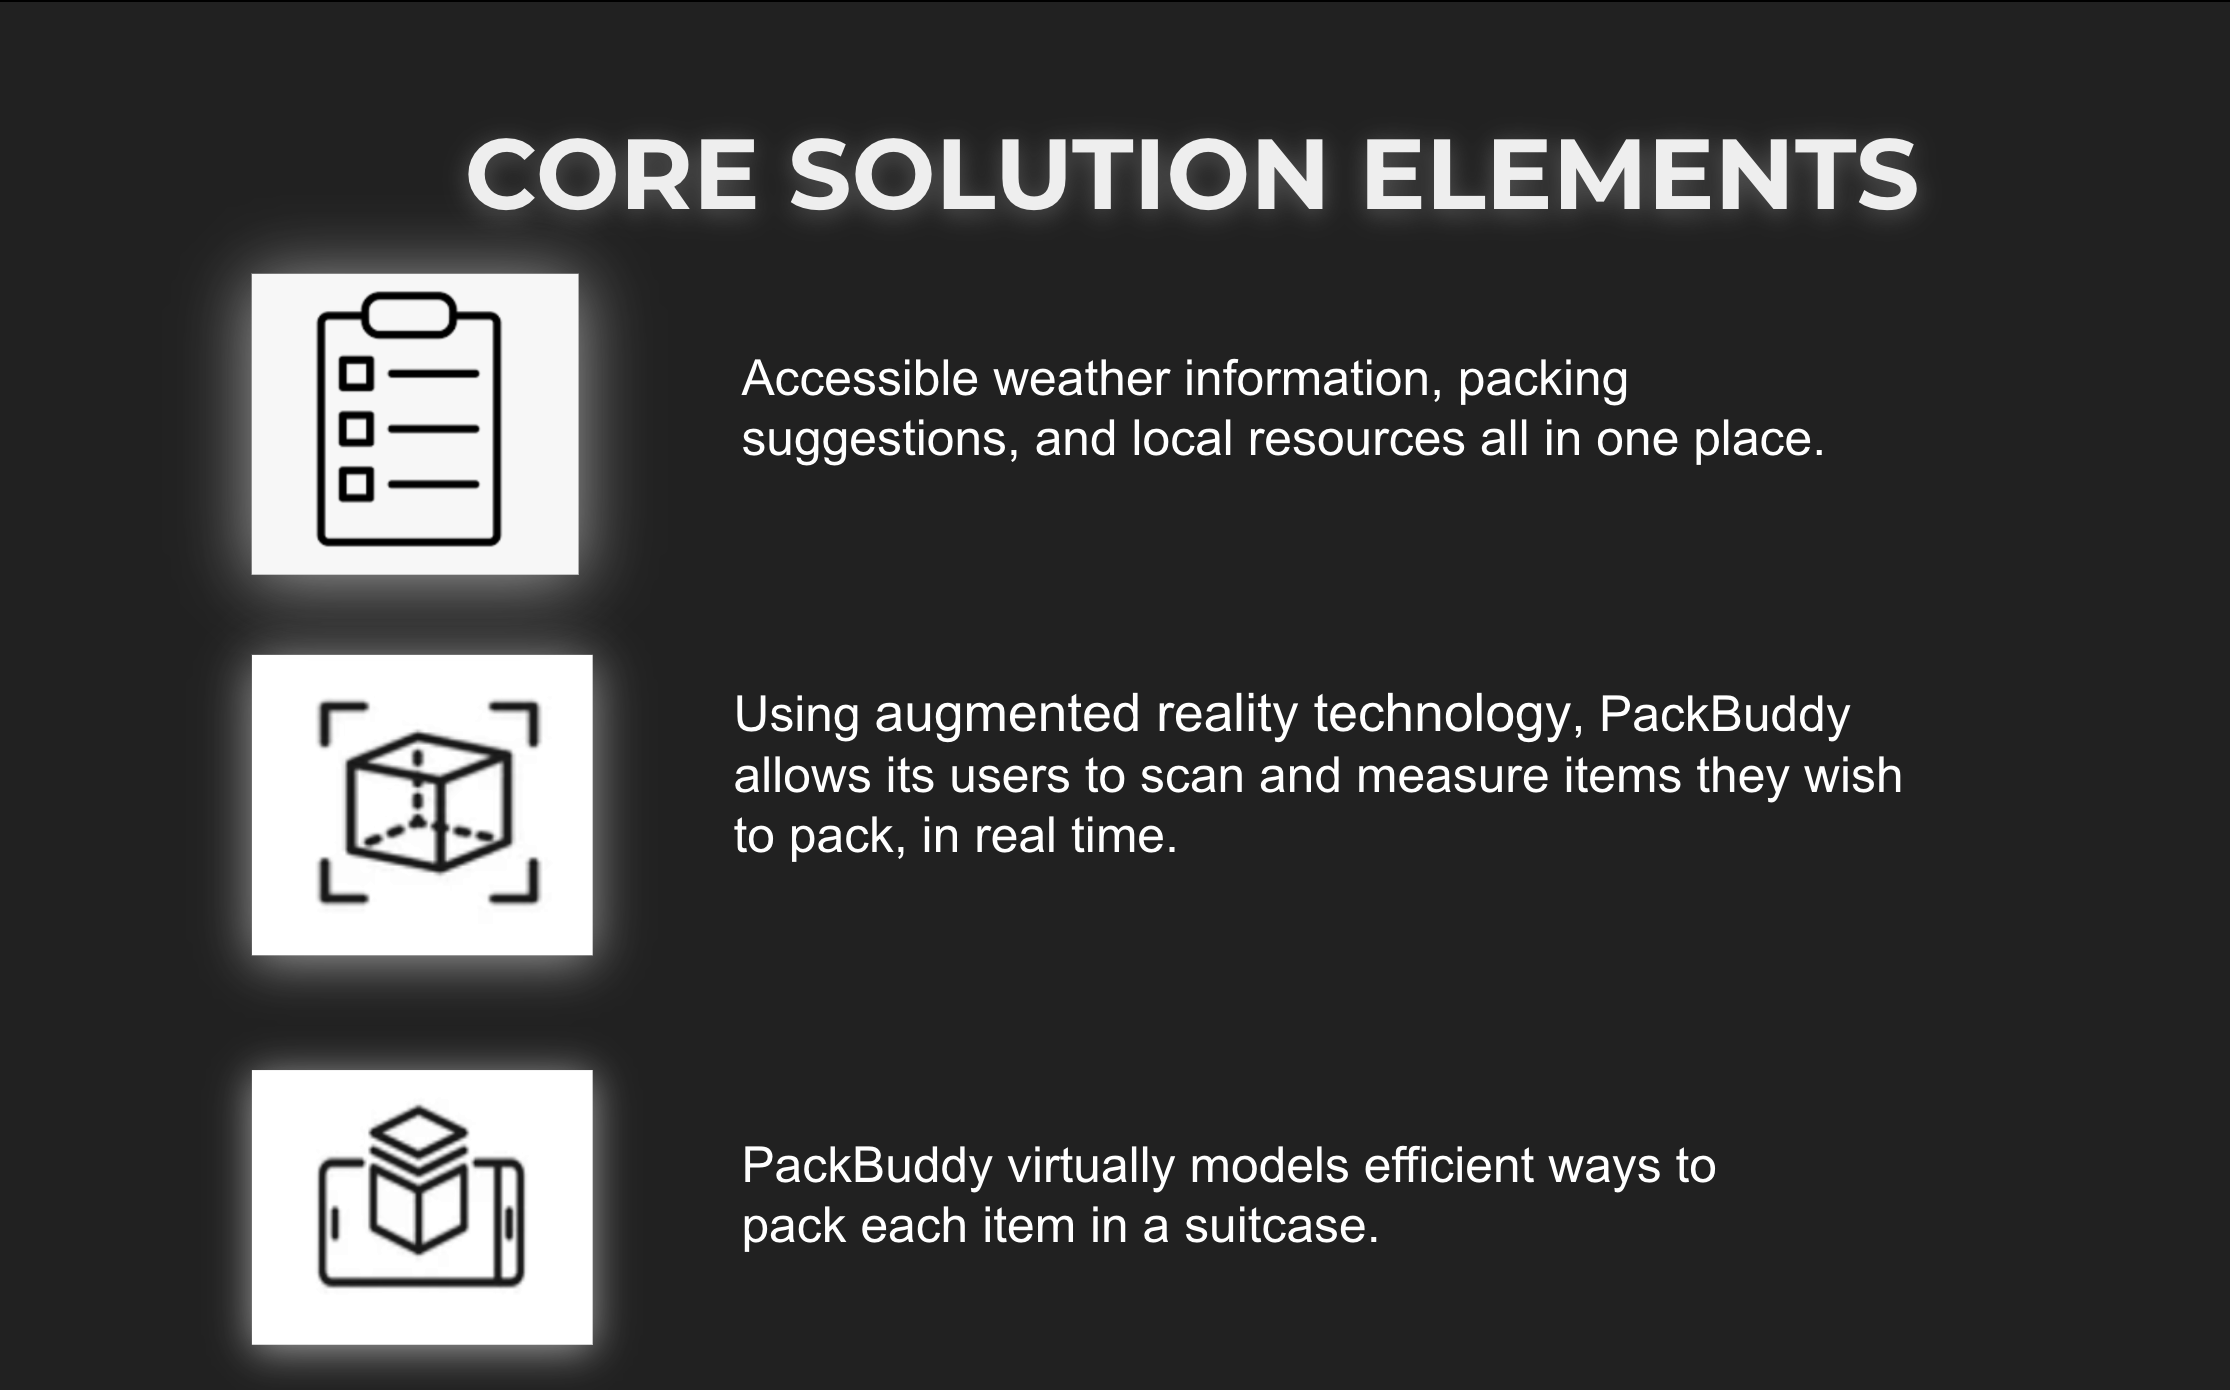 CORE SOLUTION ELEMENTS
Accessible weather information, packing
suggestions, and local resources all in one place.
Using augmented reality technology, PackBuddy
allows its users to scan and measure items they wish
to pack, in real time.
PackBuddy virtually models efficient ways to
pack each item in a suitcase.